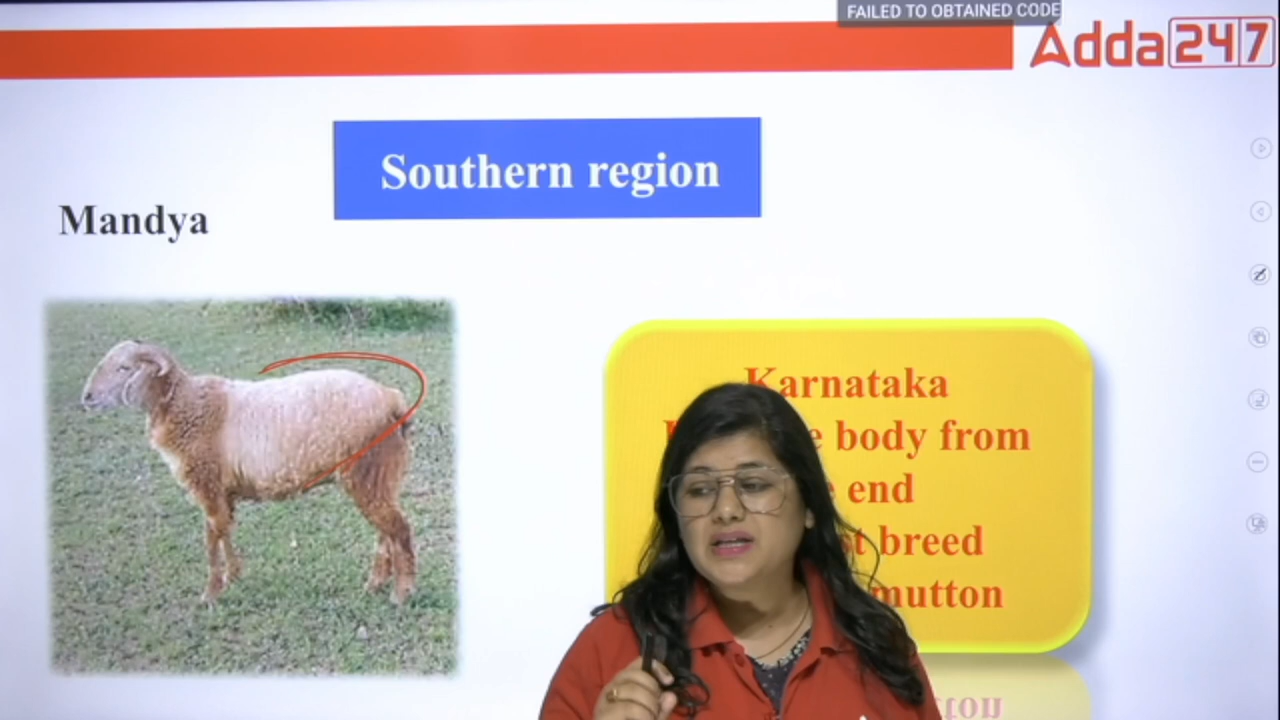 FAILED TO OBTAINED CODE
Adda247
Southern region
Mandya
Karnataka
body from
end
breed
mutton